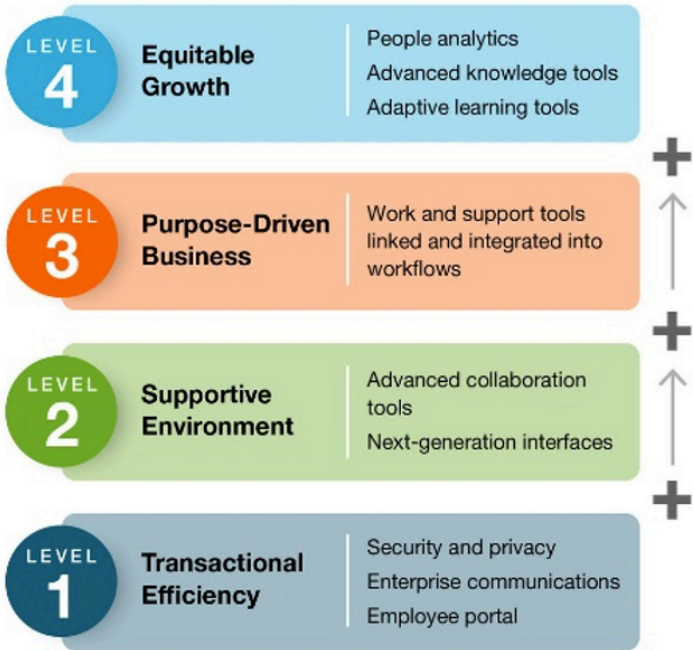 LEVEL
4
Equitable
Growth
People analytics
Advanced knowledge tools
Adaptive learning tools
+
LEVEL
3
Purpose-Driven
Business
Work and support tools
linked and integrated into
workflows
+
LEVEL
2
Supportive
Environment
Advanced collaboration
tools
Next-generation interfaces
+
LEVEL
1
Transactional
Efficiency
Security and privacy
Enterprise communications
Employee portal